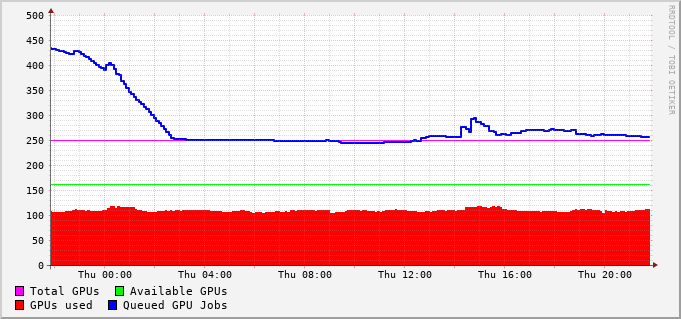 500
450
400
350
300
250
200
150
100
50
0
Thu 00:00 Thu 04:00 Thu 08:00 Thu 12:00 Thu 16:00 Thu 20:00
Total GPUs Available GPUs
GPUs used Queued GPU Jobs
RRDTOOL / TOBI OETIKER